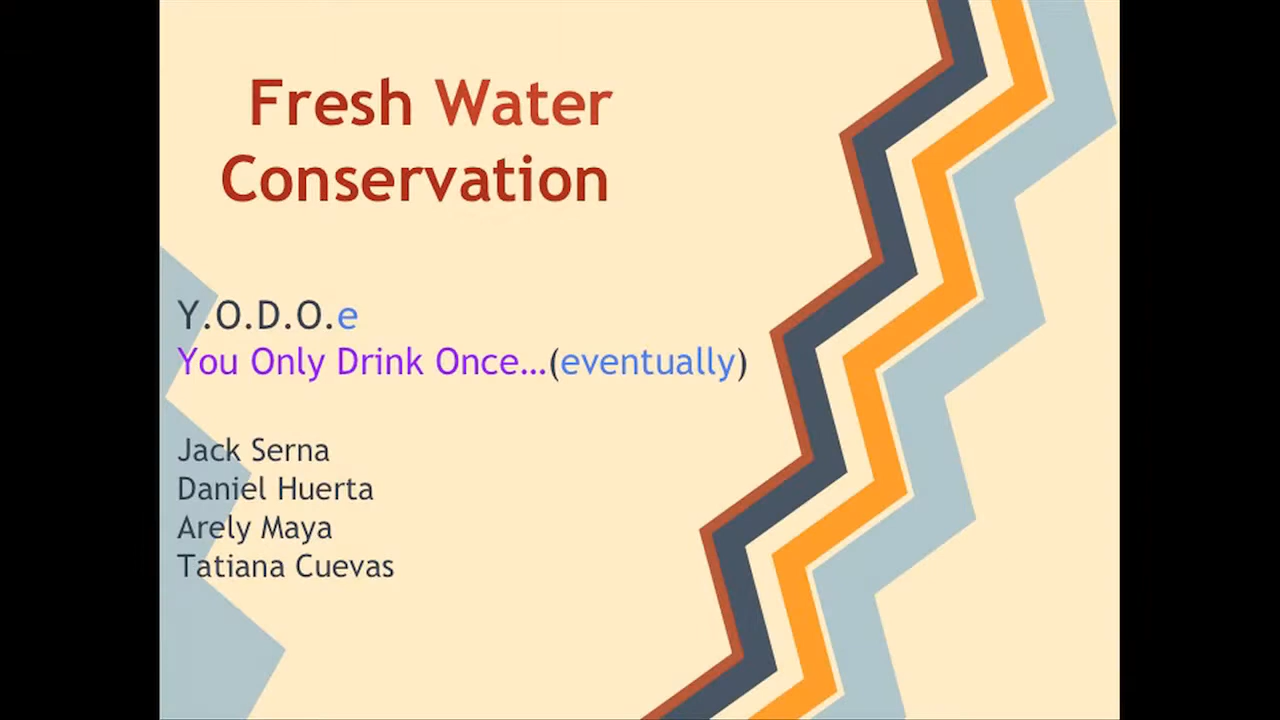 Fresh Water
Conservation
Y.O.D.O.e
You Only Drink Once...(eventually)
Jack Serna
Daniel Huerta
Arely Maya
Tatiana Cuevas